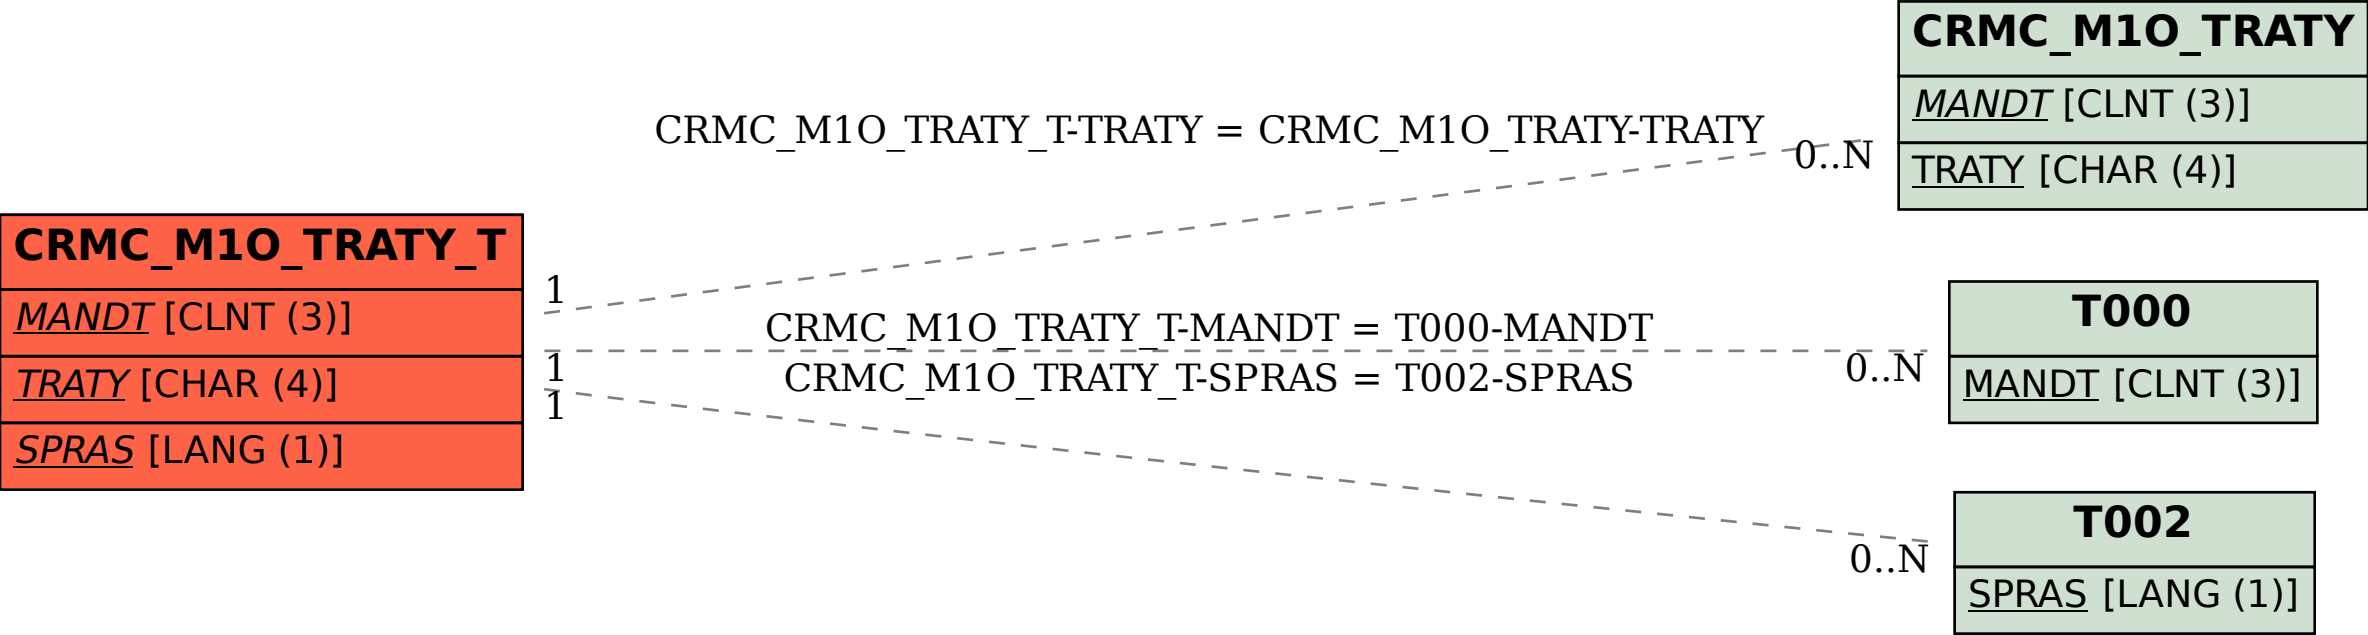 CRMC_M1O_TRATY
MANDT [CLNT (3)]
TRATY [CHAR (4)]
CRMC_M1O_TRATY_T-TRATY = CRMC_M1O_TRATY-TRATY
0..N
CRMC_M1O_TRATY_T
MANDT [CLNT (3)]
TRATY [CHAR (4)]
SPRAS [LANG (1)]
1
1
1
CRMC_M1O_TRATY_T-MANDT = T000-MANDT
CRMC_M1O_TRATY_T-SPRAS = T002-SPRAS
0..N
T000
MANDT [CLNT (3)]
0..N
T002
SPRAS [LANG (1)]